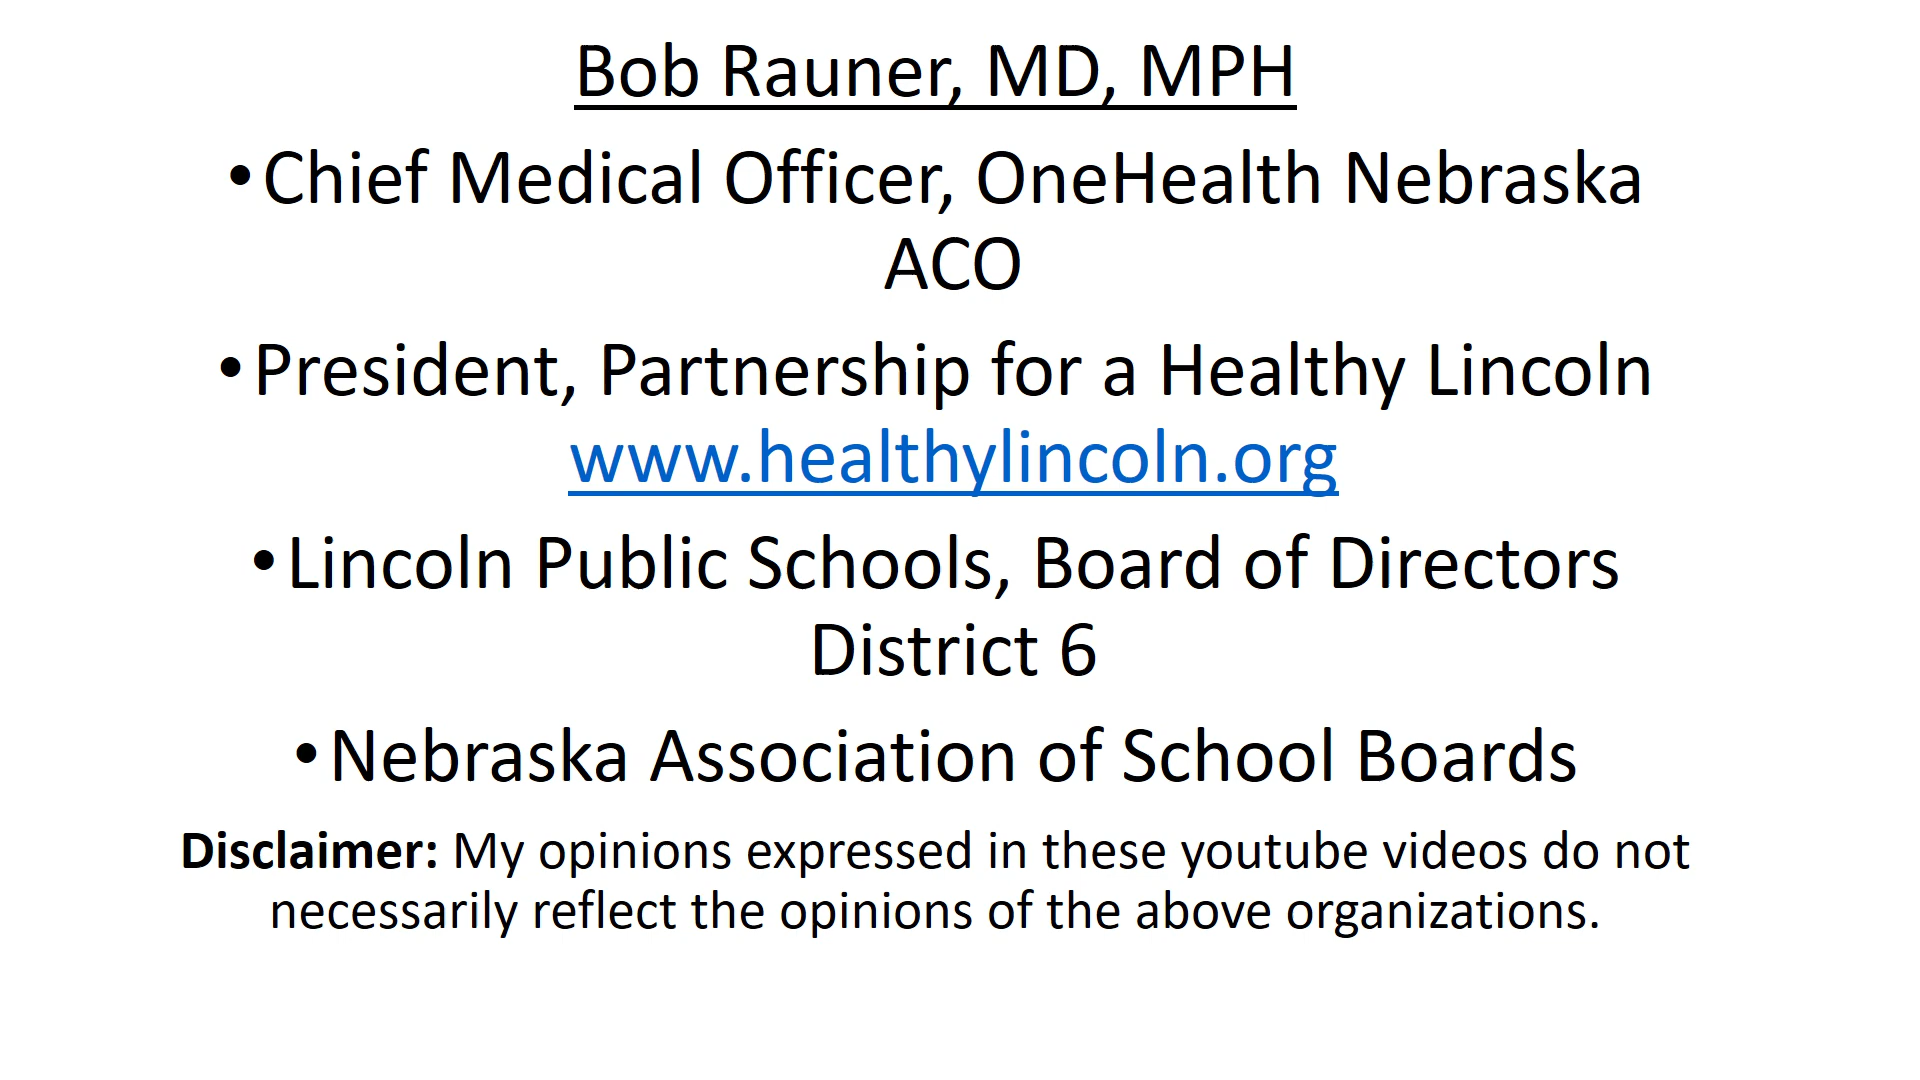 Bob Rauner, MD, MPH
•Chief Medical Officer, OneHealth Nebraska
ACO
•President, Partnership for a Healthy Lincoln
www.healthylincoln.org
•Lincoln Public Schools, Board of Directors
District 6
•Nebraska Association of School Boards
Disclaimer: My opinions expressed in these youtube videos do not
necessarily reflect the opinions of the above organizations.